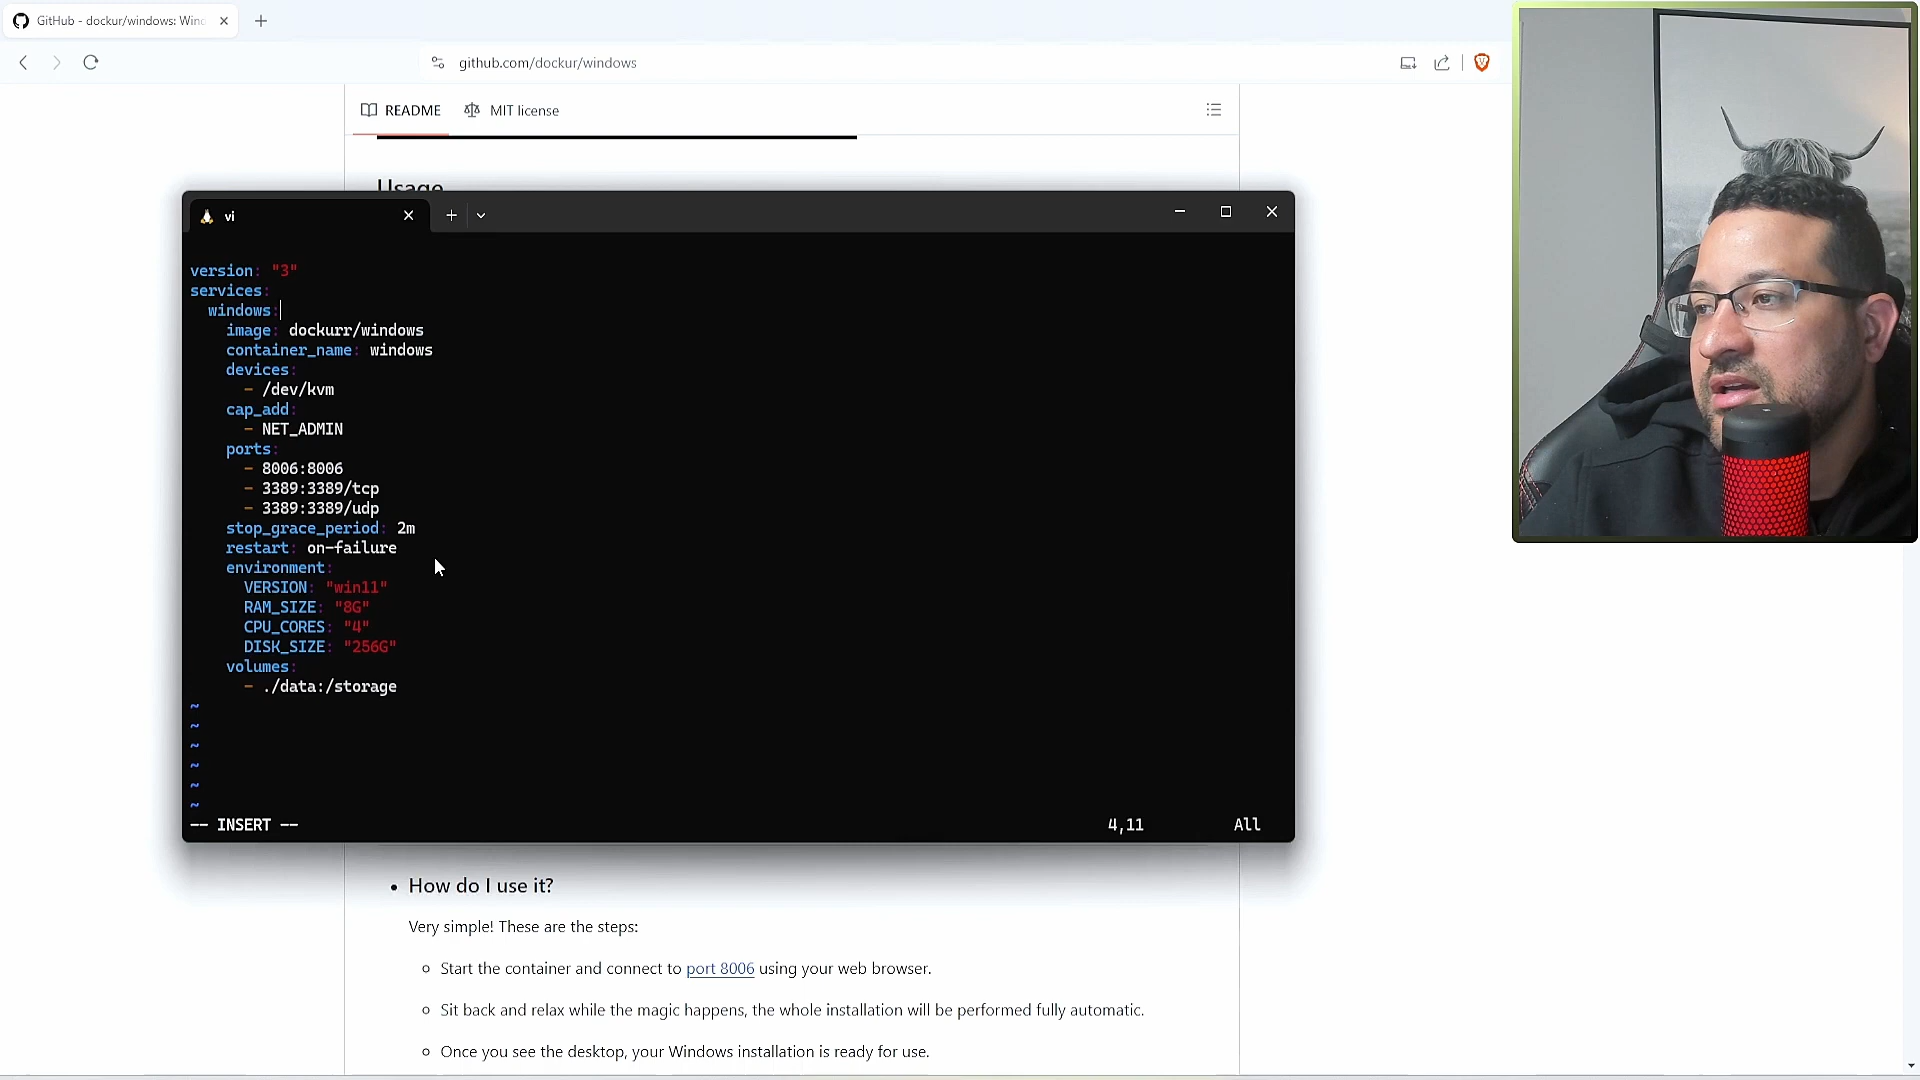 GitHub - dockur/windows: Wind
github.com/dockur/windows
README
MIT license
Usage
vi
version: "3"
services:
windows:
image: dockurr/windows
container_name: windows
devices:
- /dev/kvm
cap_add:
- NET_ADMIN
ports:
- 8006:8006
- 3389:3389/tcp
- 3389:3389/udp
stop_grace_period: 2m
restart: on-failure
environment:
VERSION: "win11"
RAM_SIZE: "8G"
CPU_CORES: "4"
DISK_SIZE: "256G"
volumes:
- ./data:/storage
~
~
~
~
~
~
-- INSERT --
4,11
All
How do I use it?
Very simple! These are the steps:
Start the container and connect to port 8006 using your web browser.
Sit back and relax while the magic happens, the whole installation will be performed fully automatic.
Once you see the desktop, your Windows installation is ready for use.